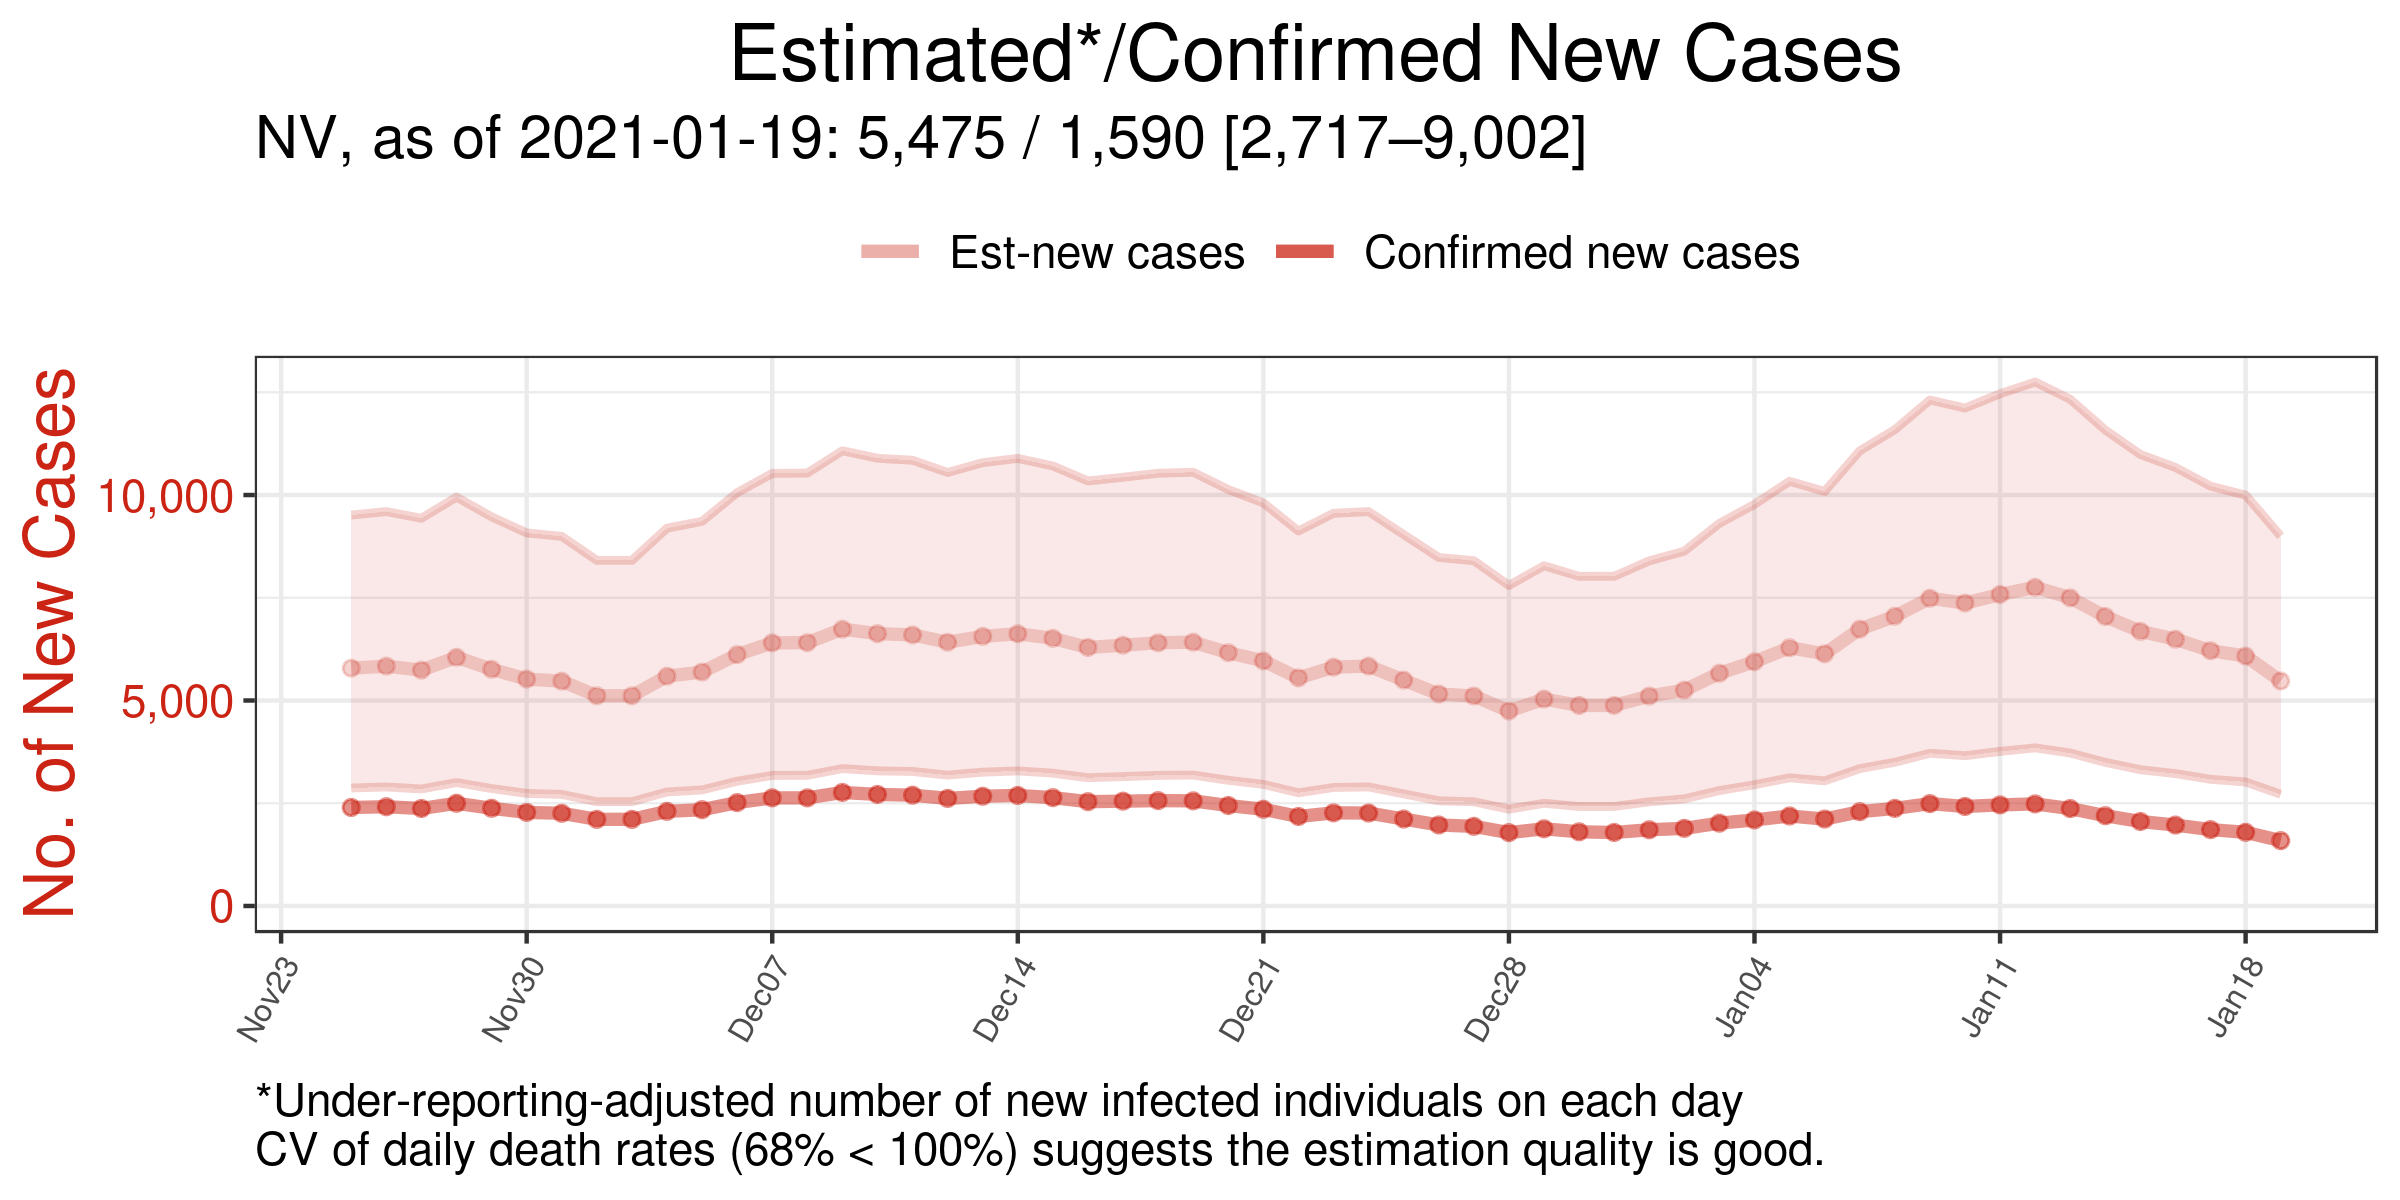 Estimated*/Confirmed New Cases
NV, as of 2021-01-19: 5,475 / 1,590 [2,717–9,002]
Est-new cases
Confirmed new cases
No. of New Cases
10,000
5,000
0
Nov23
Nov30
Dec07
Dec14
Dec21
Dec28
Jan04
Jan11
Jan18
*Under-reporting-adjusted number of new infected individuals on each day
CV of daily death rates (68% < 100%) suggests the estimation quality is good.